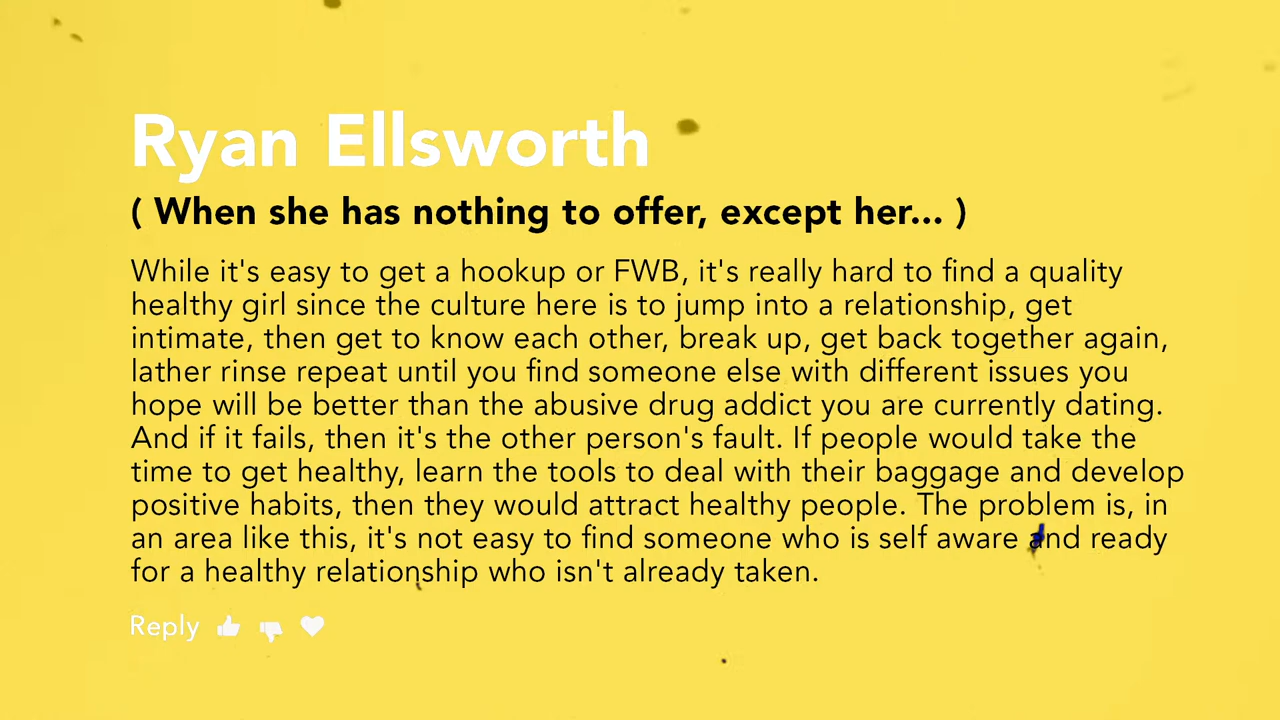 Ryan Ellsworth
( When she has nothing to offer, except her... )
While it's easy to get a hookup or FWB, it's really hard to find a quality
healthy girl since the culture here is to jump into a relationship, get
intimate, then get to know each other, break up, get back together again,
lather rinse repeat until you find someone else with different issues you
hope will be better than the abusive drug addict you are currently dating.
And if it fails, then it's the other person's fault. If people would take the
time to get healthy, learn the tools to deal with their baggage and develop
positive habits, then they would attract healthy people. The problem is, in
an area like this, it's not easy to find someone who is self aware and ready
for a healthy relationship who isn't already taken.
Reply